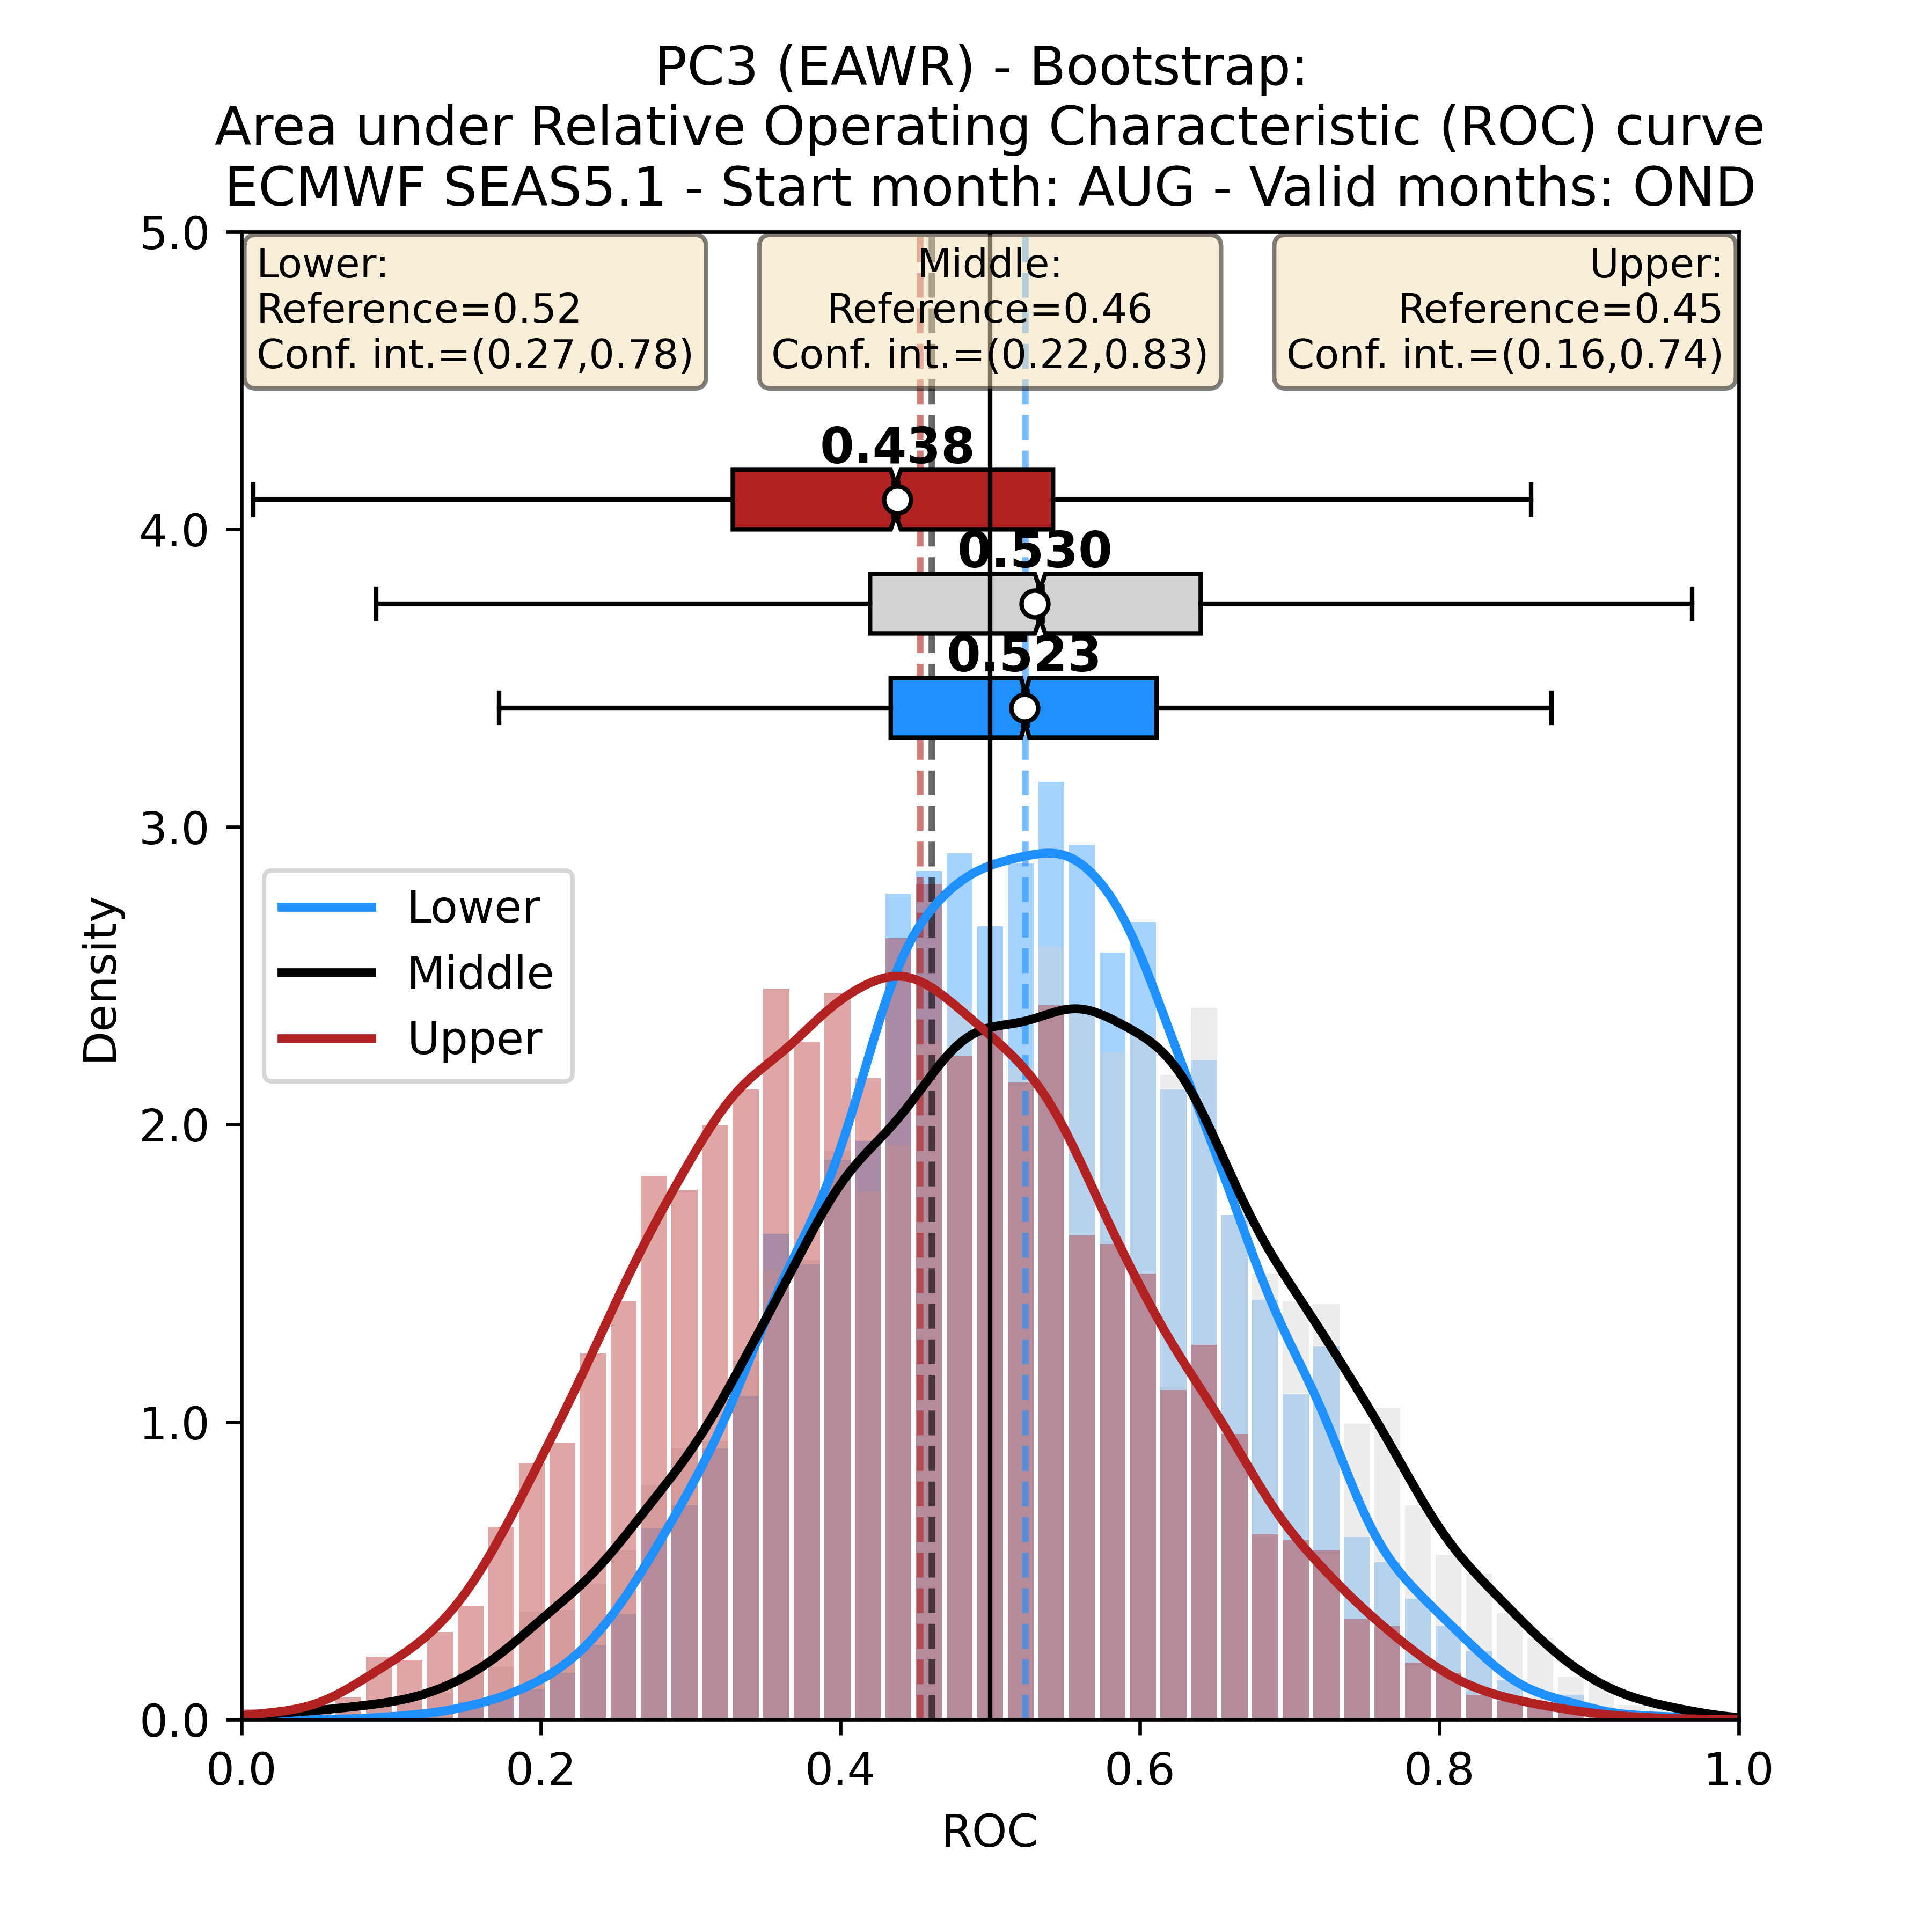 PC3 (EAWR) - Bootstrap:
Area under Relative Operating Characteristic (ROC) curve
ECMWF SEAS5.1 - Start month: AUG - Valid months: OND
Lower:
Reference=0.52
Conf. int.=(0.27,0.78)
Middle:
Reference=0.46
Conf. int.=(0.22,0.83)
Upper:
Reference=0.45
Conf. int.=(0.16,0.74)
0.438
0.530
0.523
Lower
Middle
Upper
Density
5.0
4.0
3.0
2.0
1.0
0.0
0.0
0.2
0.4
0.6
0.8
1.0
ROC